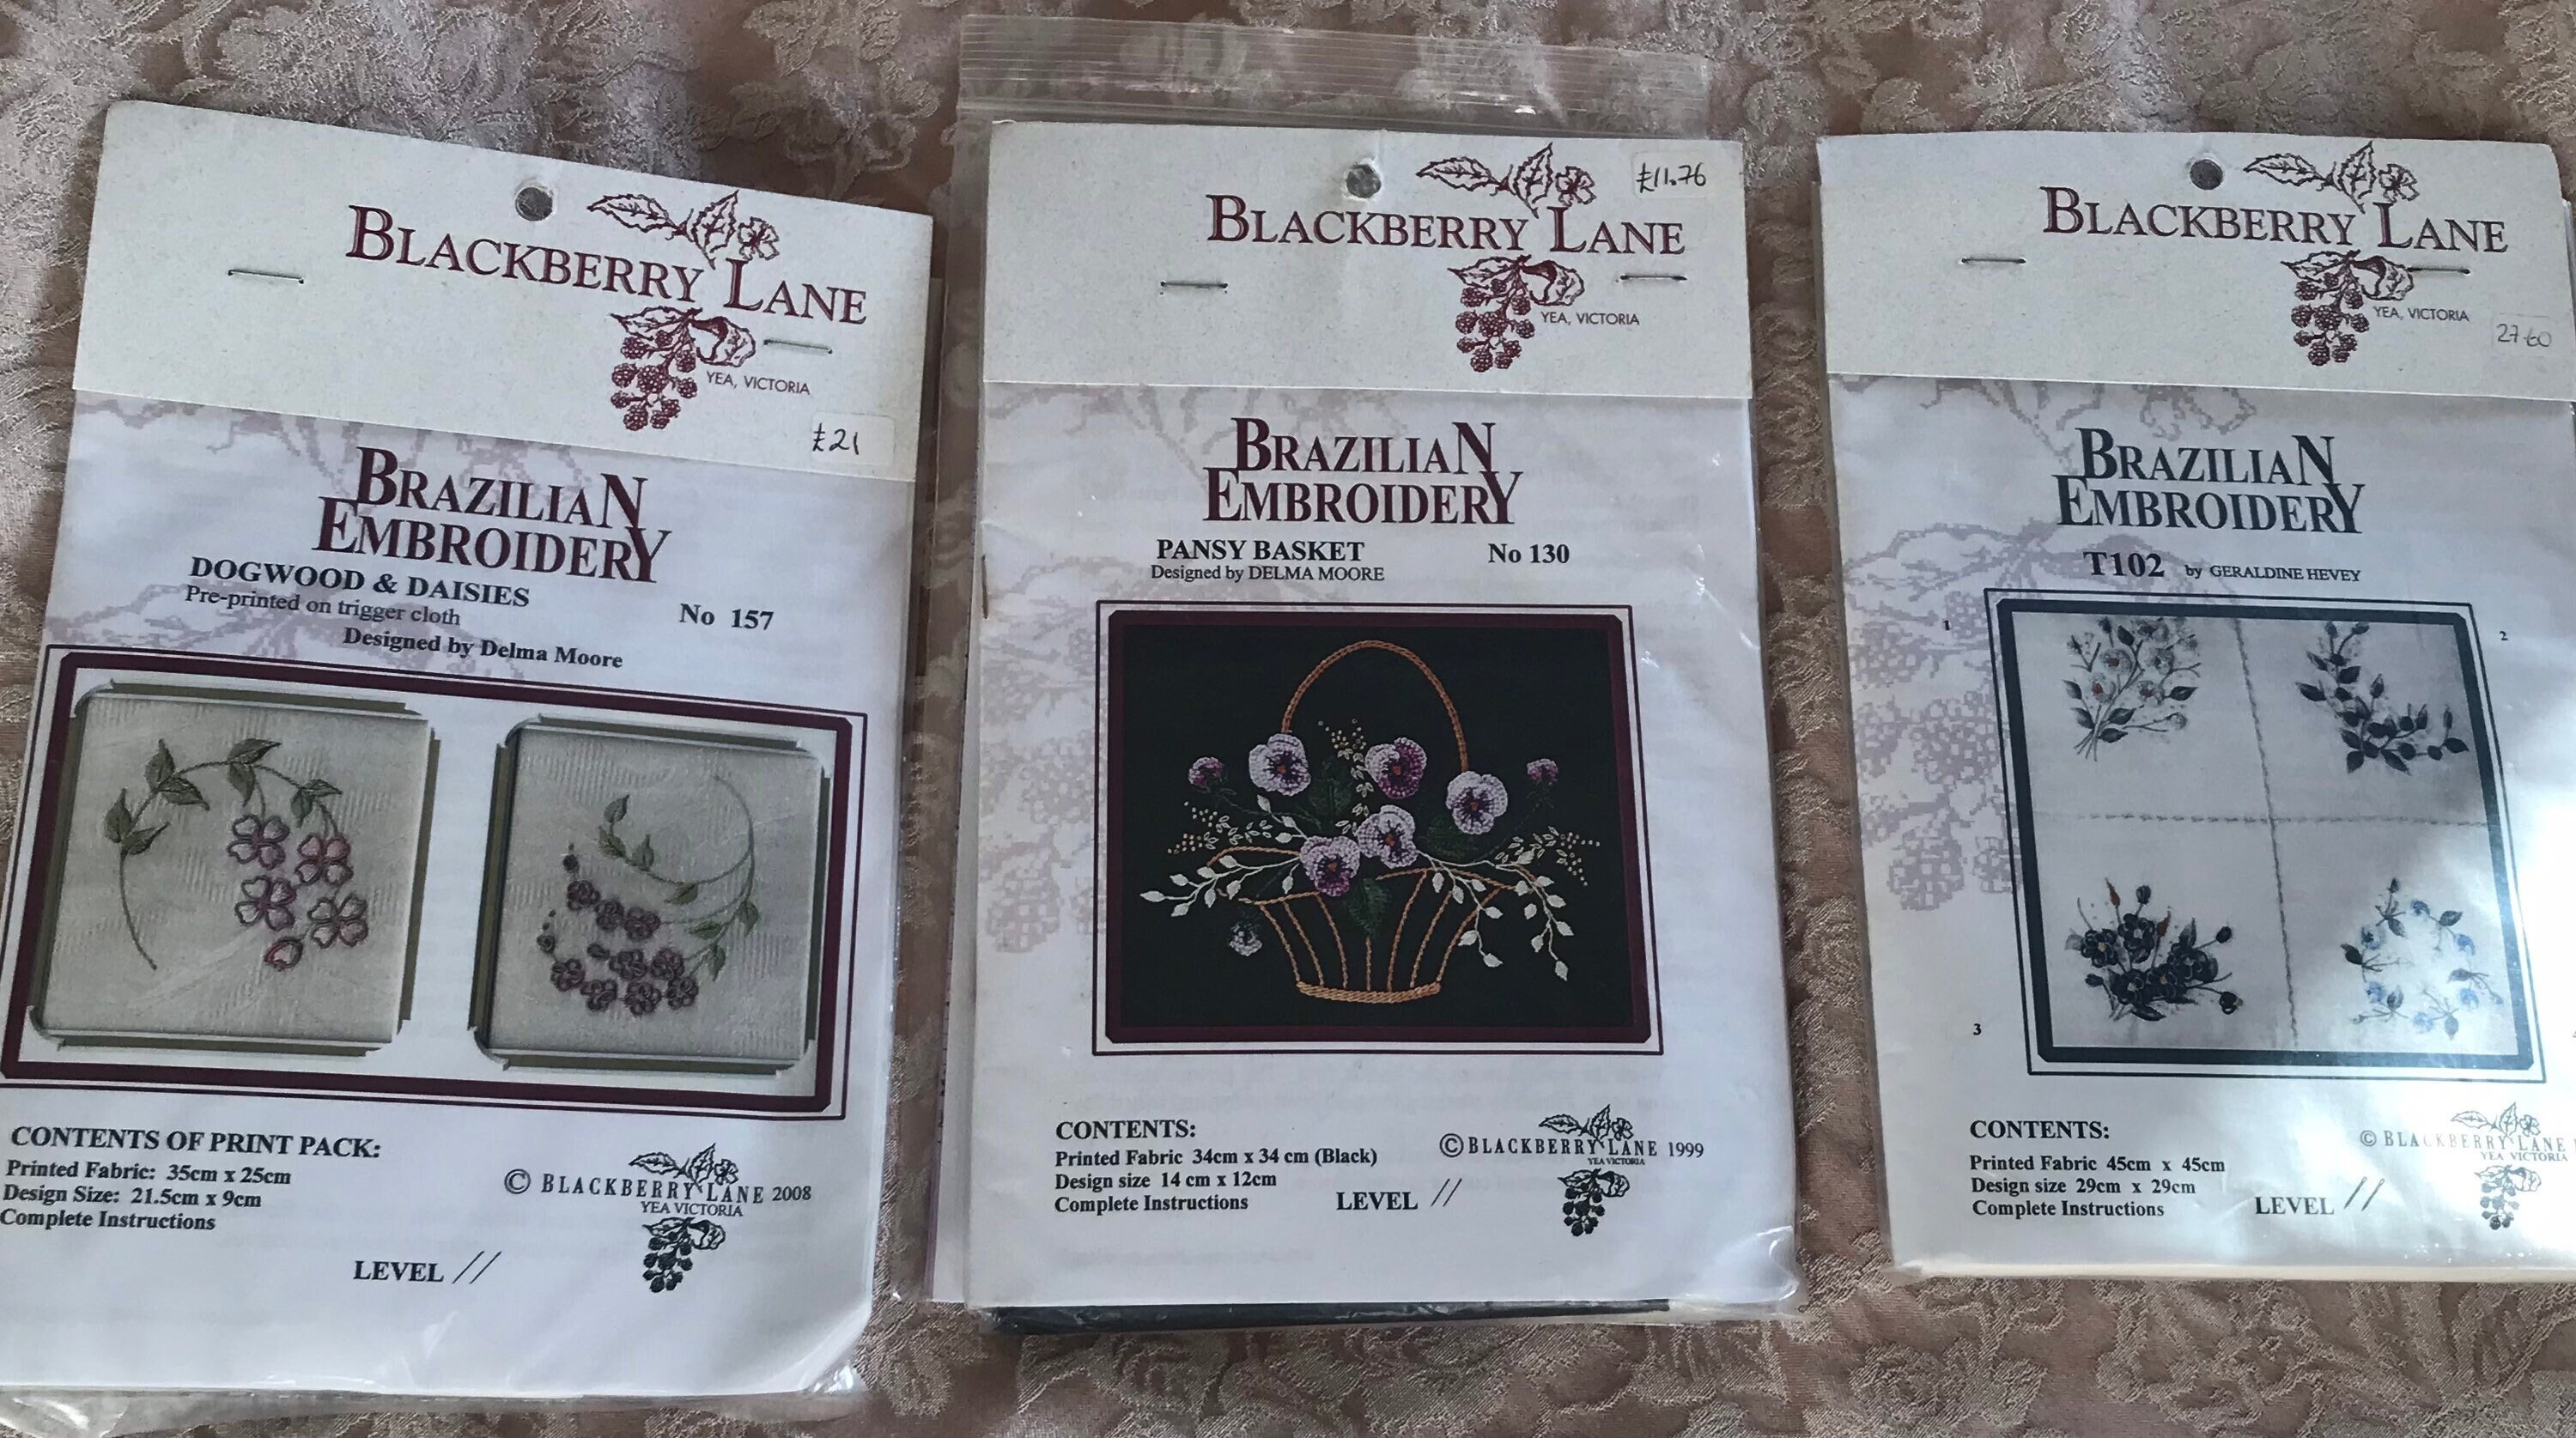 BLACKBERRY LANE
YEA, VICTORIA
£21
BRAZILIAN
EMBROIDERY
DOGWOOD & DAISIES
Pre-printed on trigger cloth
No 157
Designed by Delma Moore
CONTENTS OF PRINT PACK:
Printed Fabric: 35cm x 25cm
Design Size: 21.5cm x 9cm
Complete Instructions
© BLACKBERRY LANE 2008
YEA VICTORIA
LEVEL //
£11.76
BLACKBERRY LANE
YEA, VICTORIA
BRAZILIAN
EMBROIDERY
PANSY BASKET No 130
Designed by DELMA MOORE
CONTENTS:
Printed Fabric 34cm x 34 cm (Black)
Design size 14 cm x 12cm
Complete Instructions
LEVEL //
© BLACKBERRY LANE 1999
YEA VICTORIA
BLACKBERRY LANE
YEA, VICTORIA
27.60
BRAZILIAN
EMBROIDERY
T102 by GERALDINE HEVEY
1
2
3
CONTENTS:
Printed Fabric 45cm x 45cm
Design size 29cm x 29cm
Complete Instructions
LEVEL //
© BLACKBERRY LANE
YEA VICTORIA